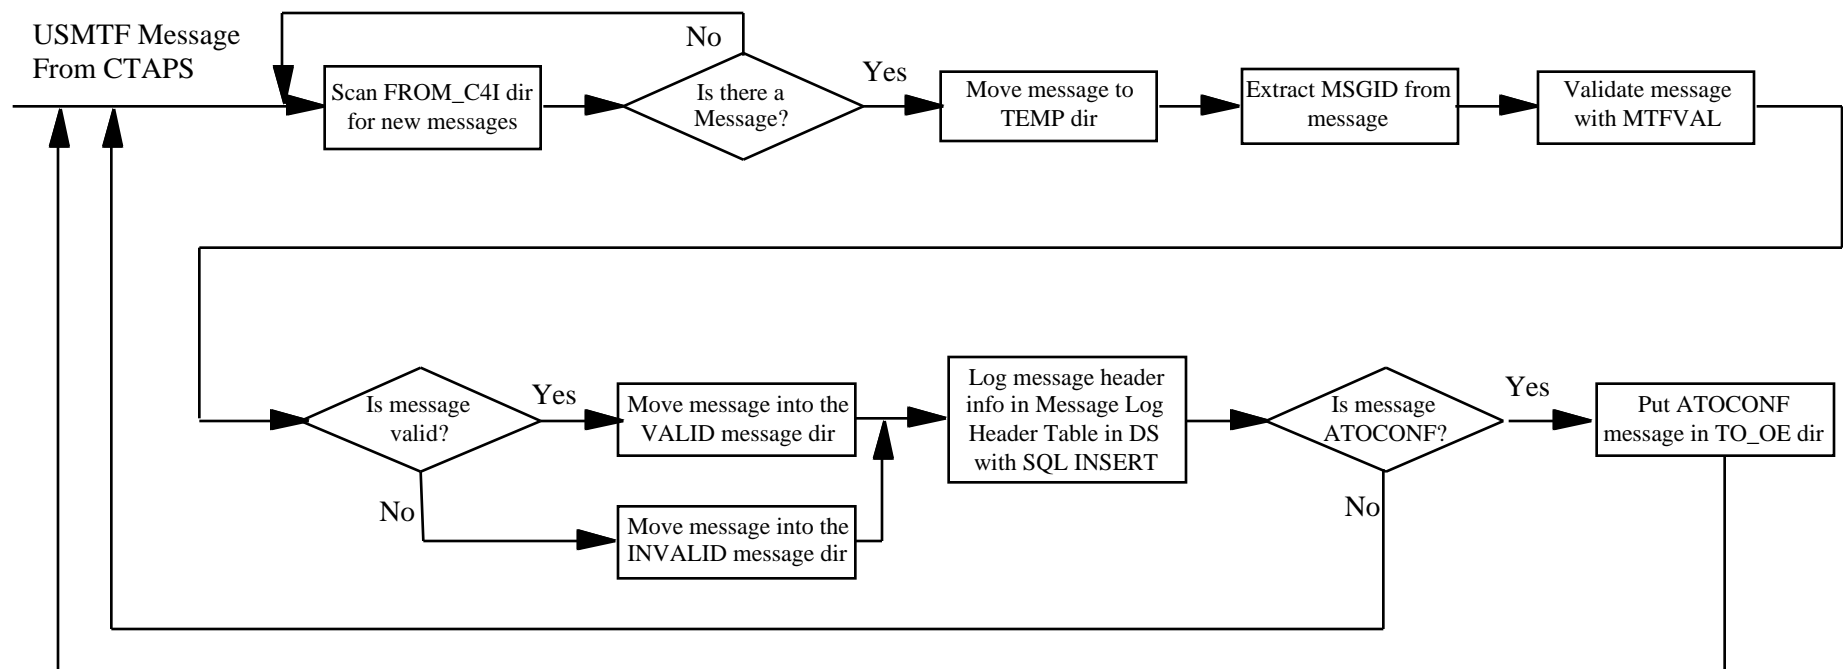 USMTF Message
From CTAPS
No
Scan FROM_C4I dir
for new messages
Is there a
Message?
Yes
Move message to
TEMP dir
Extract MSGID from
message
Validate message
with MTFVAL
Is message
valid?
Yes
Move message into the
VALID message dir
No
Move message into the
INVALID message dir
Log message header
info in Message Log
Header Table in DS
with SQL INSERT
Is message
ATOCONF?
Yes
Put ATOCONF
message in TO_OE dir
No